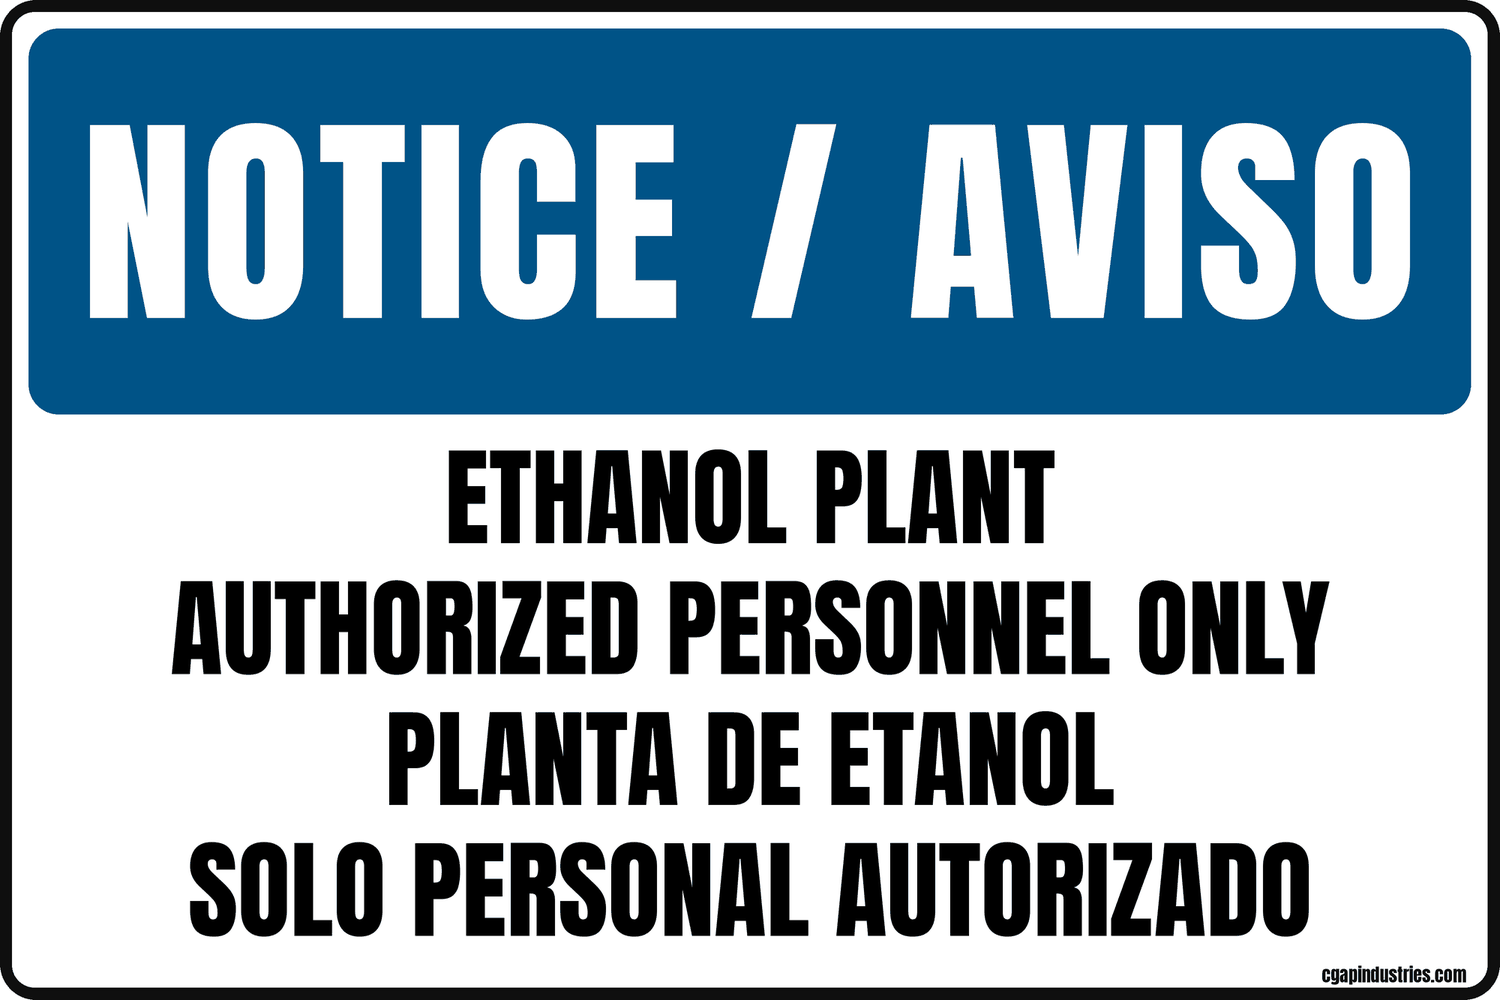 NOTICE / AVISO
ETHANOL PLANT
AUTHORIZED PERSONNEL ONLY
PLANTA DE ETANOL
SOLO PERSONAL AUTORIZADO
cgapindustries.com